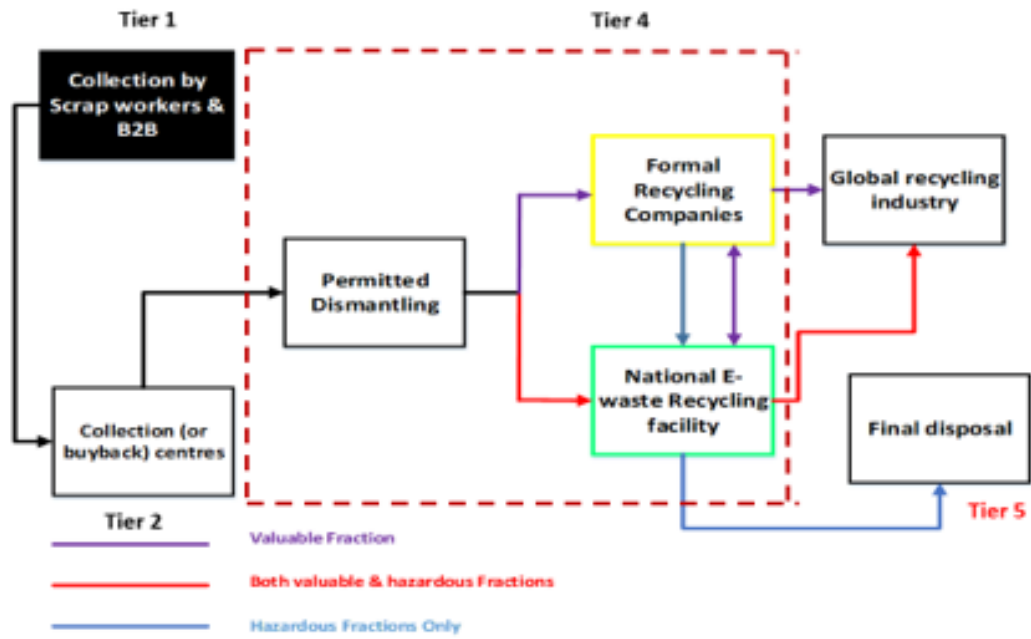 Tier 1
Tier 4
Collection by
Scrap workers &
B2B
Formal
Recycling
Companies
Global recycling
industry
Permitted
Dismantling
National E-
waste Recycling
facility
Collection (or
buyback) centres
Final disposal
Tier 2
Tier 5
Valuable Fraction
Both valuable & hazardous Fractions
Hazardous Fractions Only